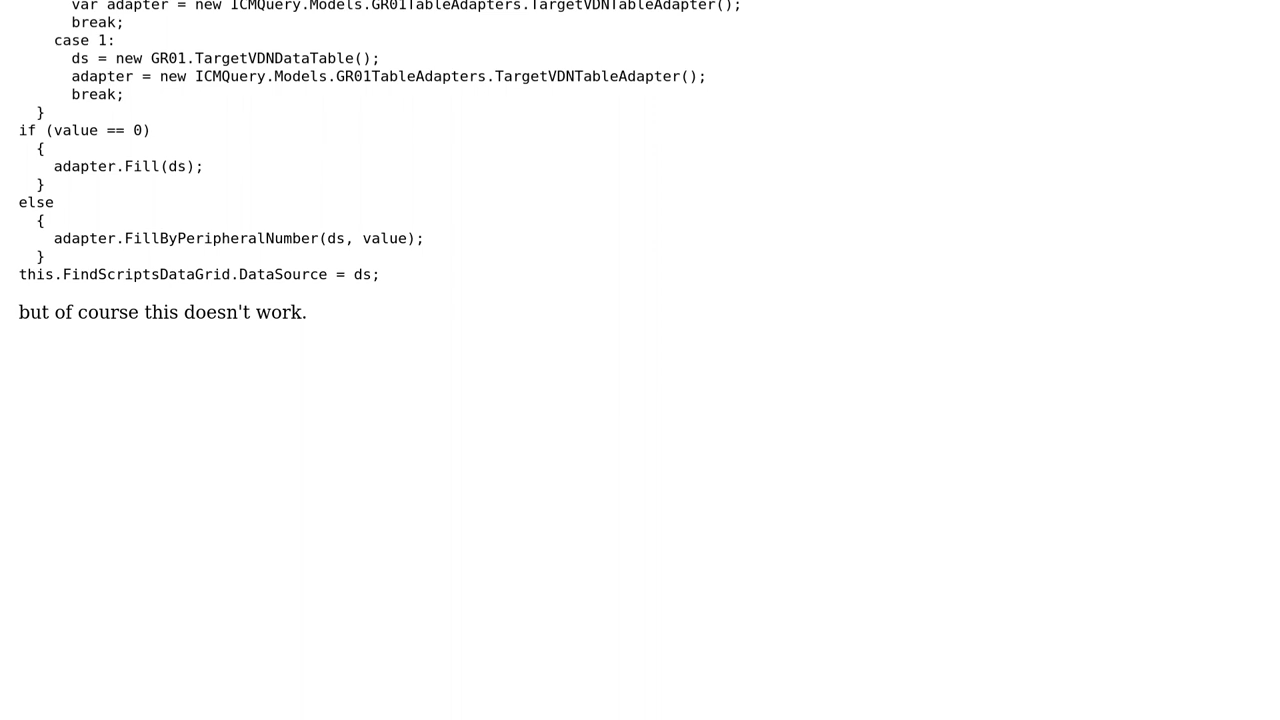 var adapter = new ICMQuery.Models.GR01TableAdapters.TargetVDNTableAdapter();
break;
case 1:
ds = new GR01.TargetVDNDataTable();
adapter = new ICMQuery.Models.GR01TableAdapters.TargetVDNTableAdapter();
break;
}
if (value == 0)
{
adapter.Fill(ds);
}
else
{
adapter.FillByPeripheralNumber(ds, value);
}
this.FindScriptsDataGrid.DataSource = ds;
but of course this doesn't work.